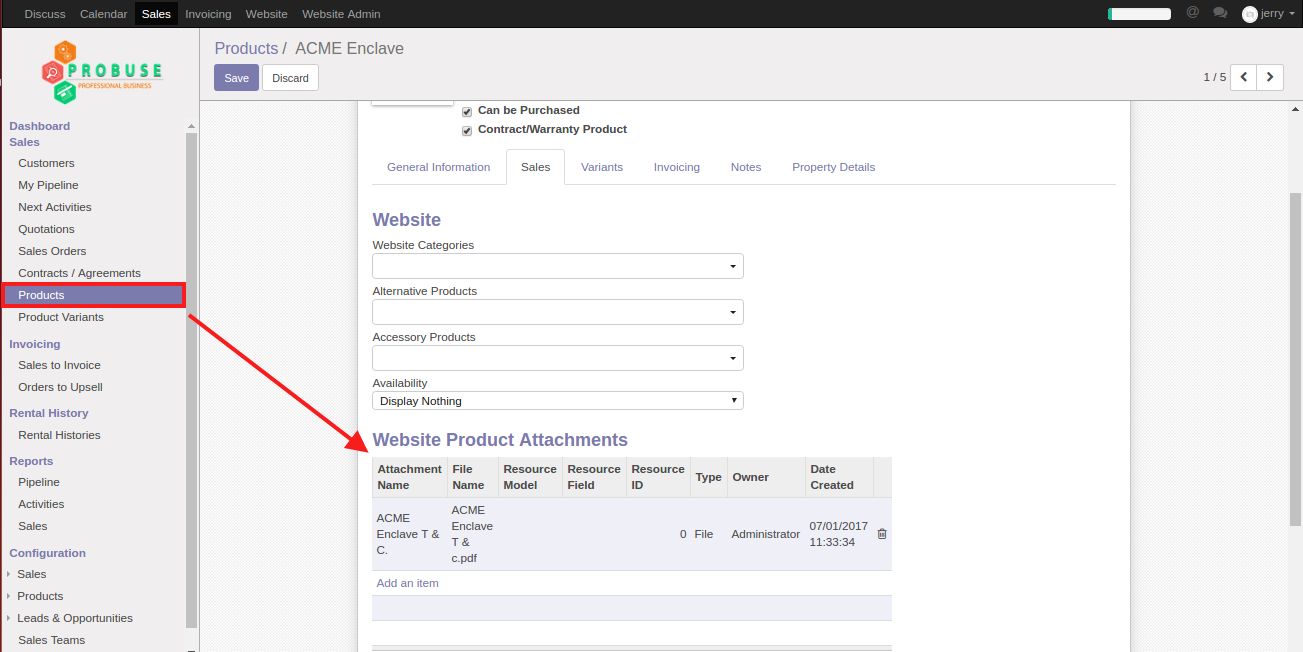 Discuss Calendar Sales Invoicing Website Website Admin @ jerry
PROBUSE
PROFESSIONAL BUSINESS
Dashboard
Sales
Customers
My Pipeline
Next Activities
Quotations
Sales Orders
Contracts / Agreements
Products
Product Variants
Invoicing
Sales to Invoice
Orders to Upsell
Rental History
Rental Histories
Reports
Pipeline
Activities
Sales
Configuration
Sales
Products
Leads & Opportunities
Sales Teams
Products / ACME Enclave
Save Discard
1 / 5
Can be Purchased
Contract/Warranty Product
General Information Sales Variants Invoicing Notes Property Details
Website
Website Categories
Alternative Products
Accessory Products
Availability
Display Nothing
Website Product Attachments
Attachment Name File Name Resource Model Resource Field Resource ID Type Owner Date Created
ACME Enclave T & C. ACME Enclave T & c.pdf 0 File Administrator 07/01/2017 11:33:34
Add an item